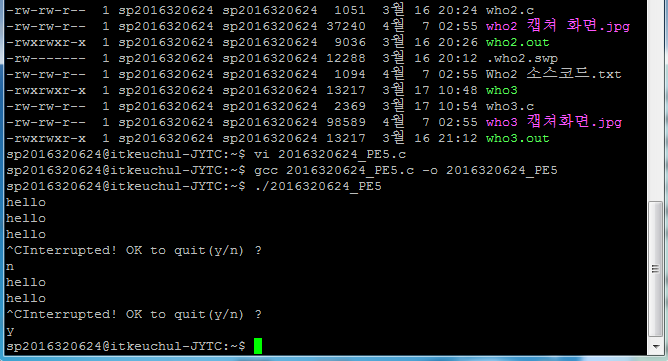 -rw-rw-r-- 1 sp2016320624 sp2016320624 1051 3월 16 20:24 who2.c
-rw-rw-r-- 1 sp2016320624 sp2016320624 37240 4월 7 02:55 who2 캡쳐 화면.jpg
-rwxrwxr-x 1 sp2016320624 sp2016320624 9036 3월 16 20:26 who2.out
-rw------- 1 sp2016320624 sp2016320624 12288 3월 16 20:12 .who2.swp
-rw-rw-r-- 1 sp2016320624 sp2016320624 1094 4월 7 02:55 Who2 소스코드.txt
-rwxrwxr-x 1 sp2016320624 sp2016320624 13217 3월 17 10:48 who3
-rw-rw-r-- 1 sp2016320624 sp2016320624 2369 3월 17 10:54 who3.c
-rw-rw-r-- 1 sp2016320624 sp2016320624 98589 4월 7 02:55 who3 캡쳐화면.jpg
-rwxrwxr-x 1 sp2016320624 sp2016320624 13217 3월 16 21:12 who3.out
sp2016320624@itkeuchul-JYTC:~$ vi 2016320624_PE5.c
sp2016320624@itkeuchul-JYTC:~$ gcc 2016320624_PE5.c -o 2016320624_PE5
sp2016320624@itkeuchul-JYTC:~$ ./2016320624_PE5
hello
hello
hello
^CInterrupted! OK to quit(y/n) ?
n
hello
hello
^CInterrupted! OK to quit(y/n) ?
y
sp2016320624@itkeuchul-JYTC:~$